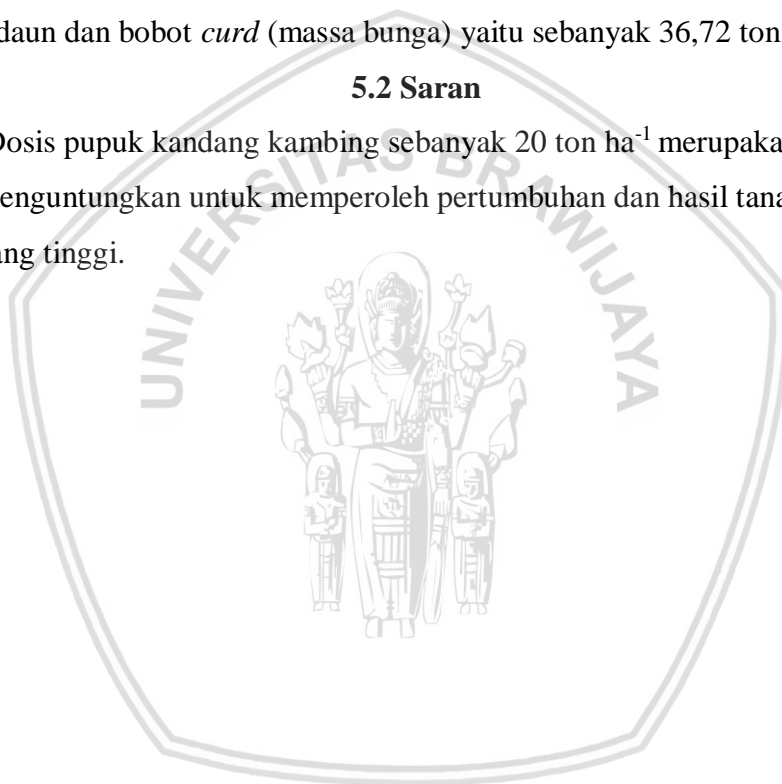 daun dan bobot curd (massa bunga) yaitu sebanyak 36,72 ton
5.2 Saran
Dosis pupuk kandang kambing sebanyak 20 ton ha-1 merupaka
enguntungkan untuk memperoleh pertumbuhan dan hasil tana
ang tinggi.
UNIVERSITAS BRAWIJAYA